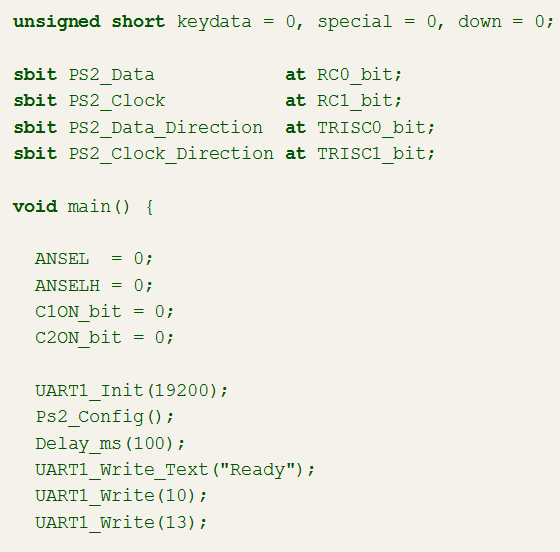 unsigned short keydata = 0, special = 0, down = 0;
sbit PS2_Data            at RC0_bit;
sbit PS2_Clock           at RC1_bit;
sbit PS2_Data_Direction  at TRISC0_bit;
sbit PS2_Clock_Direction at TRISC1_bit;
void main() {
  ANSEL  = 0;
  ANSELH = 0;
  C1ON_bit = 0;
  C2ON_bit = 0;
  UART1_Init(19200);
  Ps2_Config();
  Delay_ms(100);
  UART1_Write_Text("Ready");
  UART1_Write(10);
  UART1_Write(13);